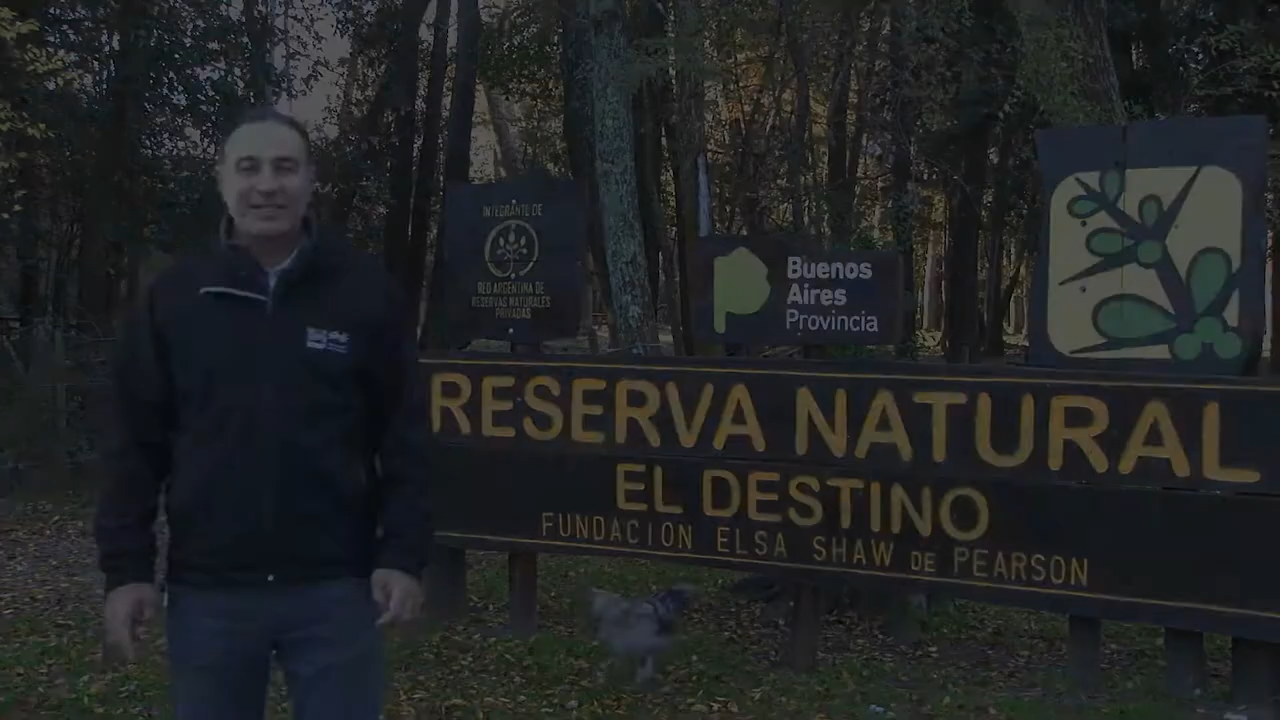 INTEGRANTE DE
RED ARGENTINA DE
RESERVAS NATURALES
PRIVADAS
Buenos
Aires
Provincia
RESERVA NATURAL
EL DESTINO
FUNDACION ELSA SHAW DE PEARSON